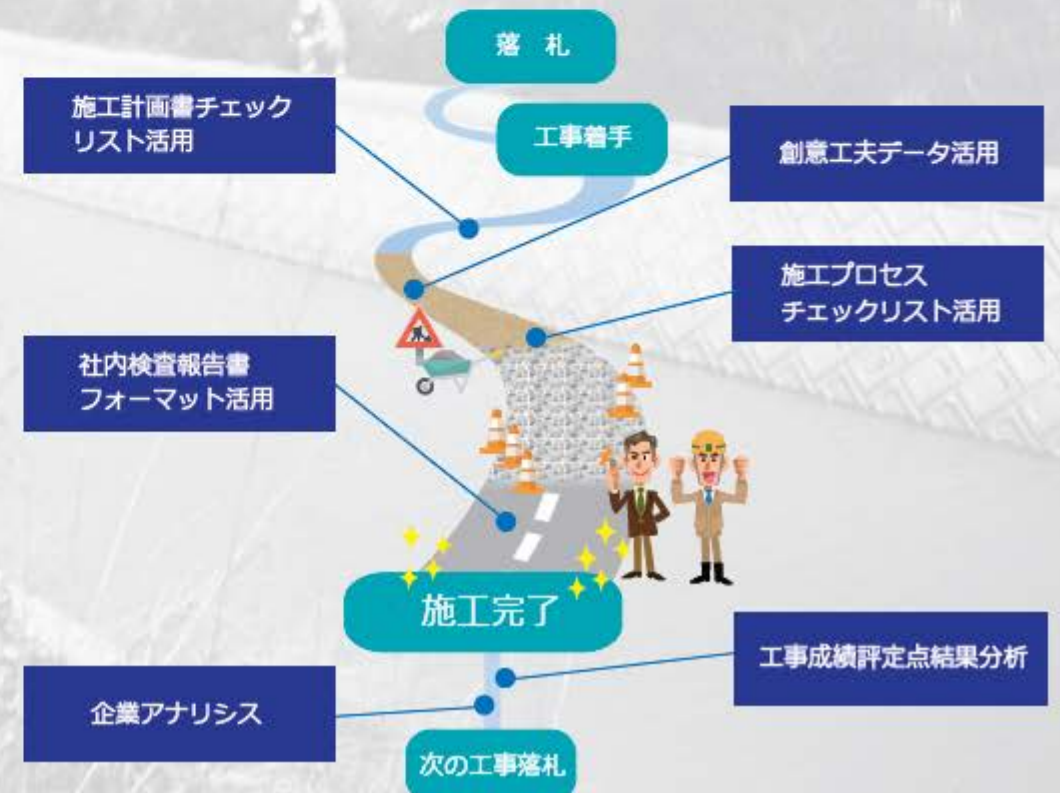 落 札
工事着手
施工計画書チェック
リスト活用
創意工夫データ活用
施工プロセス
チェックリスト活用
社内検査報告書
フォーマット活用
施工完了
工事成績評定点結果分析
企業アナリシス
次の工事落札